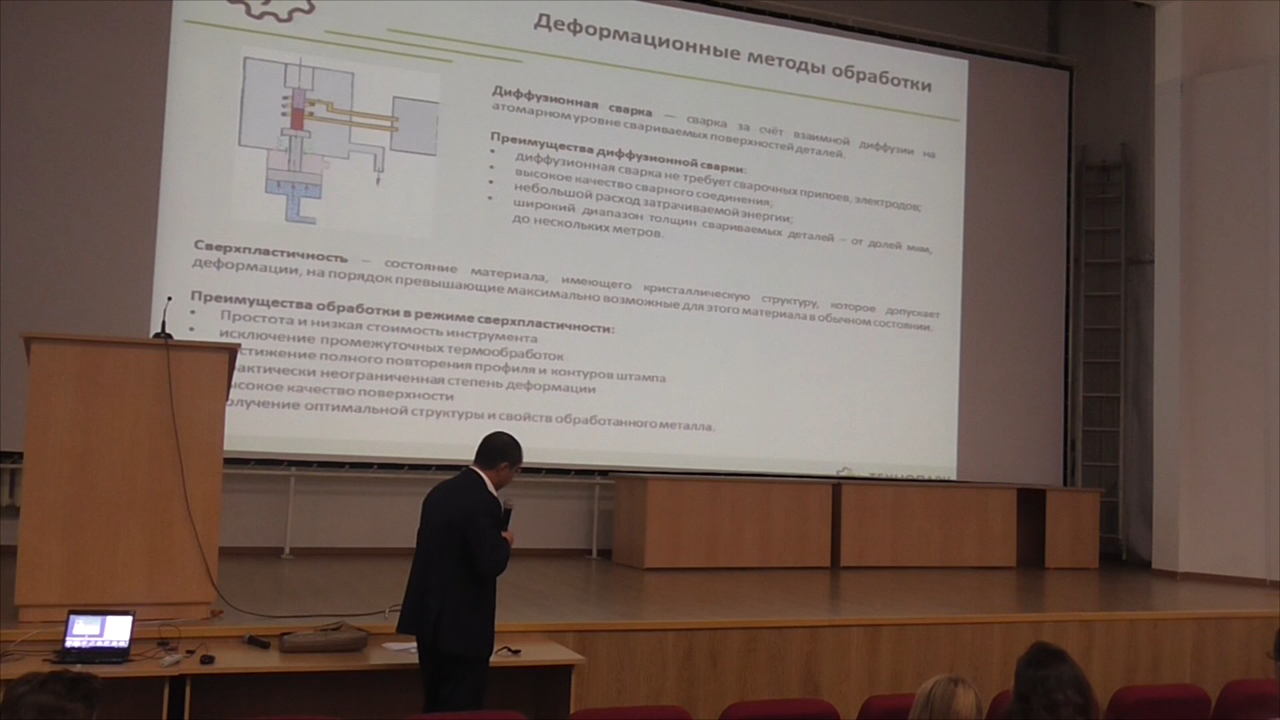 Деформационные методы обработки
Диффузионная сварка — сварка за счёт взаимной диффузии на
атомарном уровне свариваемых поверхностей деталей.
Преимущества диффузионной сварки:
• диффузионная сварка не требует сварочных припоев, электродов;
• высокое качество сварного соединения;
• небольшой расход затрачиваемой энергии;
• широкий диапазон толщин свариваемых деталей – от долей мкм,
до нескольких метров.
Сверхпластичность – состояние материала, имеющего кристаллическую структуру, которое допускает
деформации, на порядок превышающие максимально возможные для этого материала в обычном состоянии.
Преимущества обработки в режиме сверхпластичности:
• Простота и низкая стоимость инструмента
• исключение промежуточных термообработок
стижение полного повторения профиля и контуров штампа
рактически неограниченная степень деформации
ысокое качество поверхности
олучение оптимальной структуры и свойств обработанного металла.
ТЕХНОПАРК